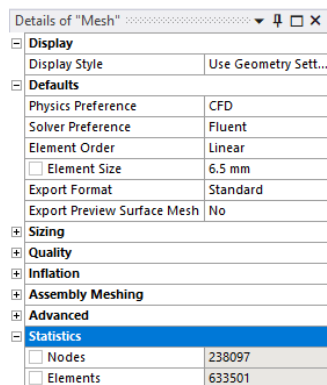 Details of "Mesh"
Display
Display Style Use Geometry Sett...
Defaults
Physics Preference CFD
Solver Preference Fluent
Element Order Linear
Element Size 6.5 mm
Export Format Standard
Export Preview Surface Mesh No
Sizing
Quality
Inflation
Assembly Meshing
Advanced
Statistics
Nodes 238097
Elements 633501